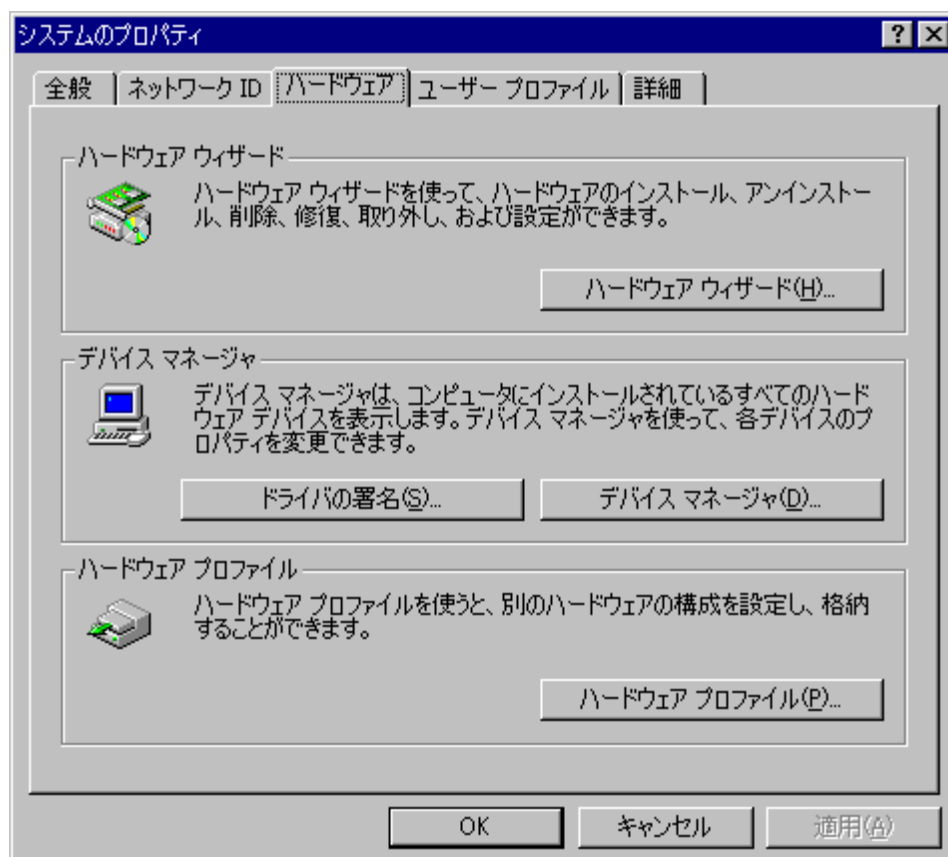 システムのプロパティ
全般
ネットワーク ID
ハードウェア
ユーザー プロファイル
詳細
ハードウェア ウィザード
ハードウェア ウィザードを使って、ハードウェアのインストール、アンインストー
ル、削除、修復、取り外し、および設定ができます。
ハードウェア ウィザード(H)...
デバイス マネージャ
デバイス マネージャは、コンピュータにインストールされているすべてのハード
ウェア デバイスを表示します。デバイス マネージャを使って、各デバイスのプ
ロパティを変更できます。
ドライバの署名(S)...
デバイス マネージャ(D)...
ハードウェア プロファイル
ハードウェア プロファイルを使うと、別のハードウェアの構成を設定し、格納
することができます。
ハードウェア プロファイル(P)...
OK
キャンセル
適用(A)